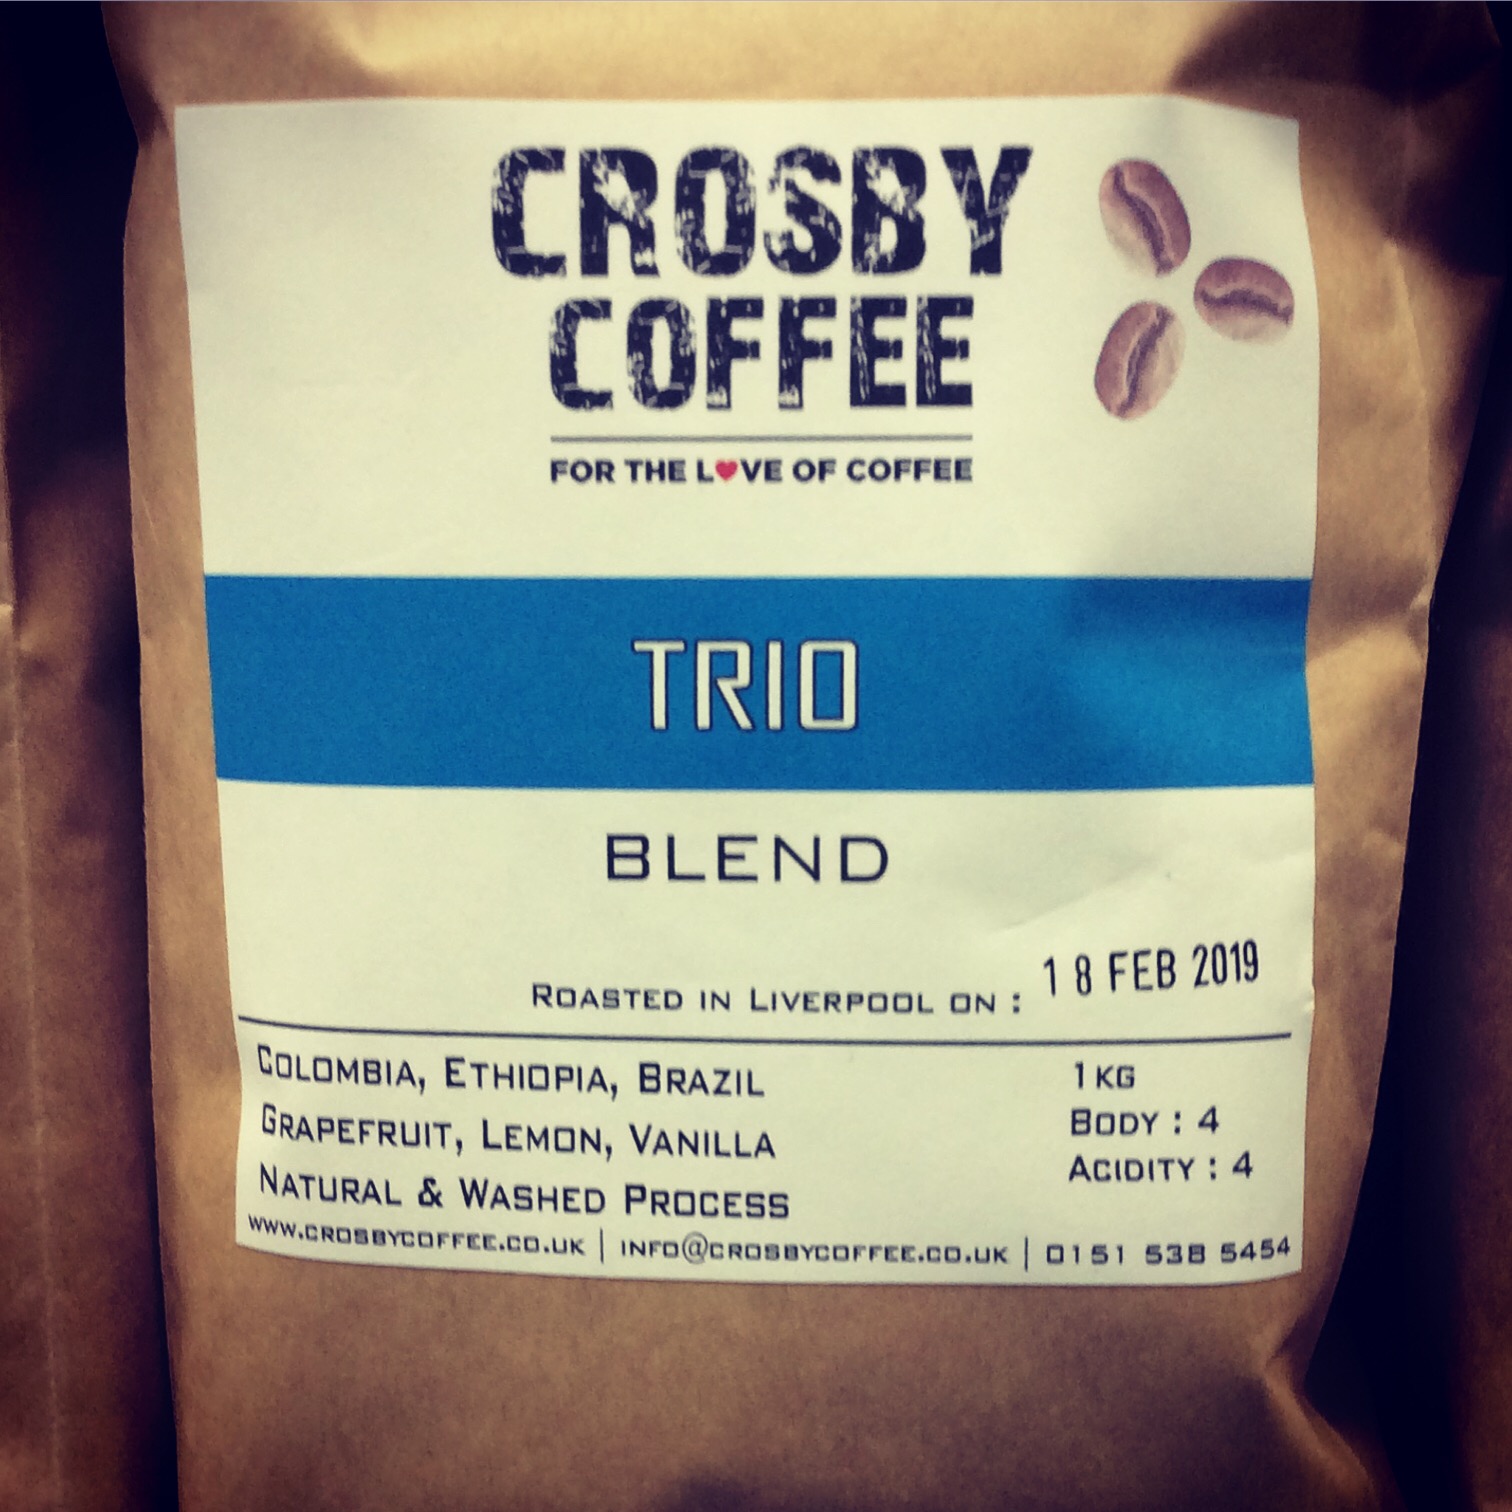 CROSBY
COFFEE
FOR THE L❤VE OF COFFEE
TRIO
BLEND
ROASTED IN LIVERPOOL ON : 18 FEB 2019
COLOMBIA, ETHIOPIA, BRAZIL
GRAPEFRUIT, LEMON, VANILLA
NATURAL & WASHED PROCESS
1KG
BODY : 4
ACIDITY : 4
WWW.CROSBYCOFFEE.CO.UK | INFO@CROSBYCOFFEE.CO.UK | 0151 538 5454